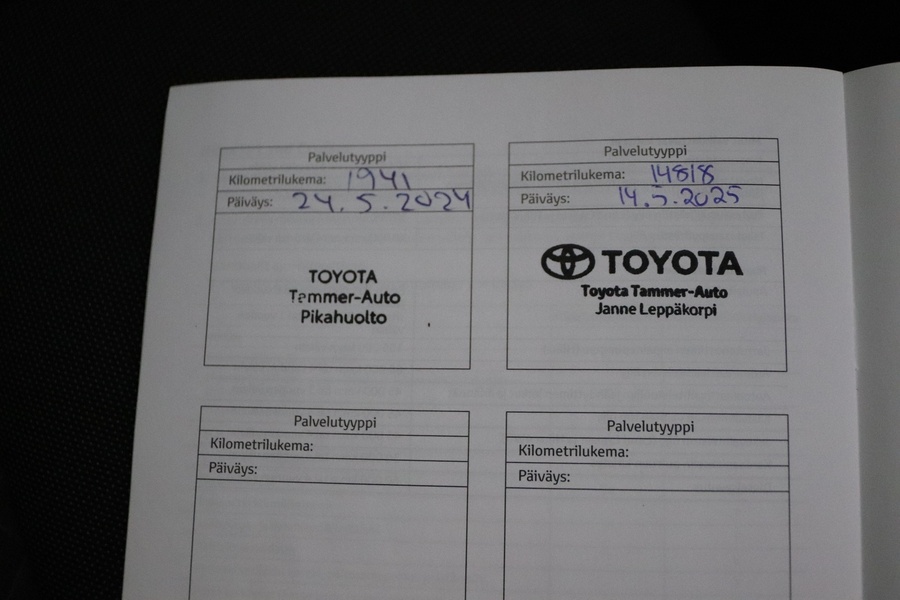 Palvelutyyppi
Kilometrilukema: 1941
Päiväys: 24.5.2024
TOYOTA
Tammer-Auto
Pikahuolto
Palvelutyyppi
Kilometrilukema: 14818
Päiväys: 14.5.2025
TOYOTA
Toyota Tammer-Auto
Janne Leppäkorpi
Palvelutyyppi
Kilometrilukema:
Päiväys:
Palvelutyyppi
Kilometrilukema:
Päiväys: